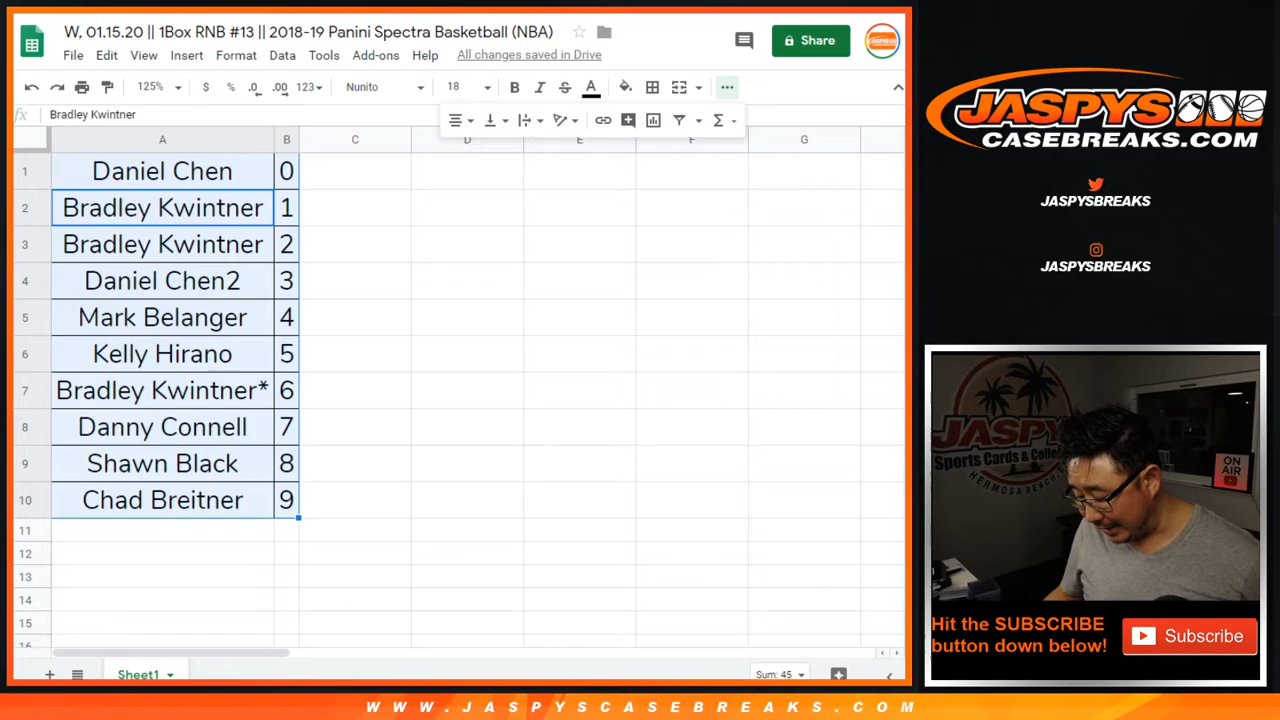 W, 01.15.20 || 1Box RNB #13 || 2018-19 Panini Spectra Basketball (NBA)
File Edit View Insert Format Data Tools Add-ons Help All changes saved in Drive
Share
125% $ % .0 .00 123 Nunito 18 B I S A
fx Bradley Kwintner
A B C D E F G
1 Daniel Chen 0
2 Bradley Kwintner 1
3 Bradley Kwintner 2
4 Daniel Chen2 3
5 Mark Belanger 4
6 Kelly Hirano 5
7 Bradley Kwintner* 6
8 Danny Connell 7
9 Shawn Black 8
10 Chad Breitner 9
11
12
13
14
15
16
Sheet1
Sum: 45
JASPYS
CASEBREAKS.COM
JASPYSBREAKS
JASPYSBREAKS
JASPYS
Sports Cards & Colle
HERMOSA BEACH
ON
AIR
Hit the SUBSCRIBE
button down below!
Subscribe
WWW.JASPYSCASEBREAKS.COM